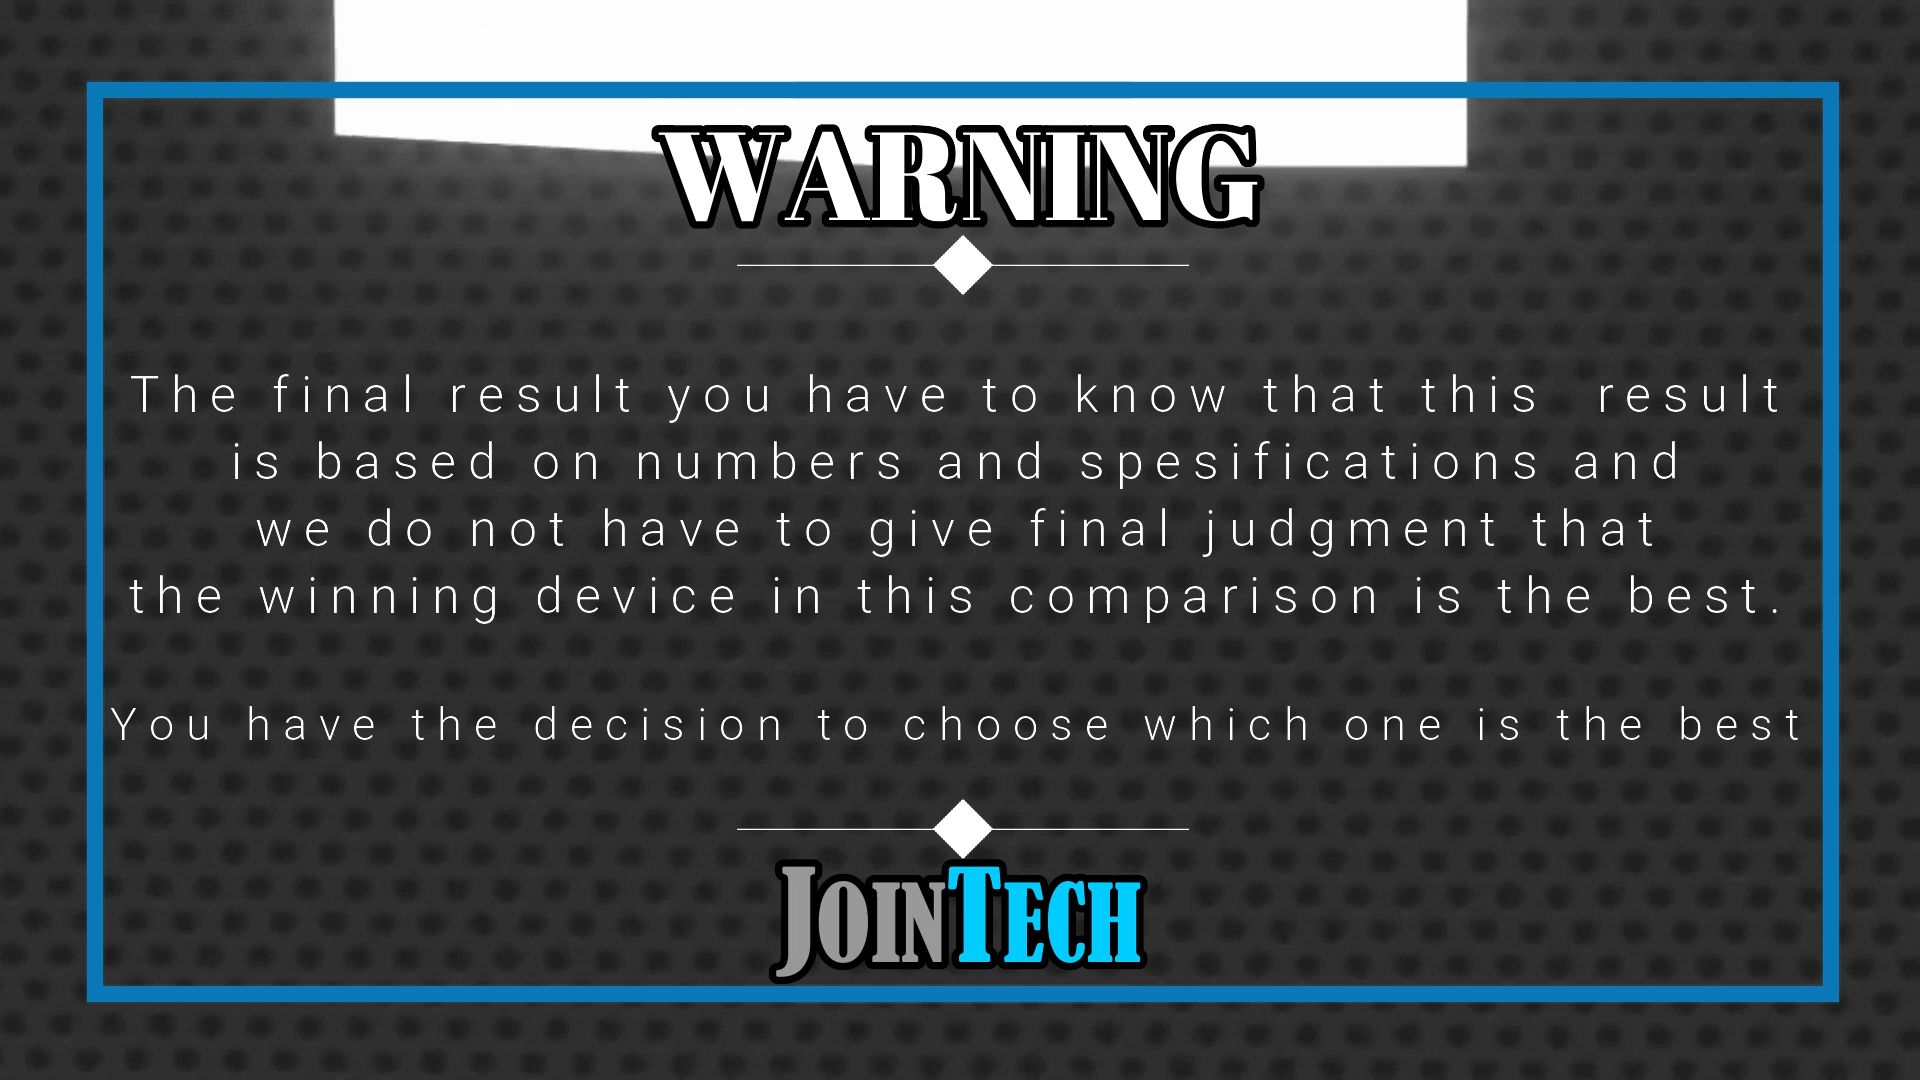 WARNING
The final result you have to know that this  result
is based on numbers and spesifications and
we do not have to give final judgment that
the winning device in this comparison is the best.
You have the decision to choose which one is the best
JOINTECH